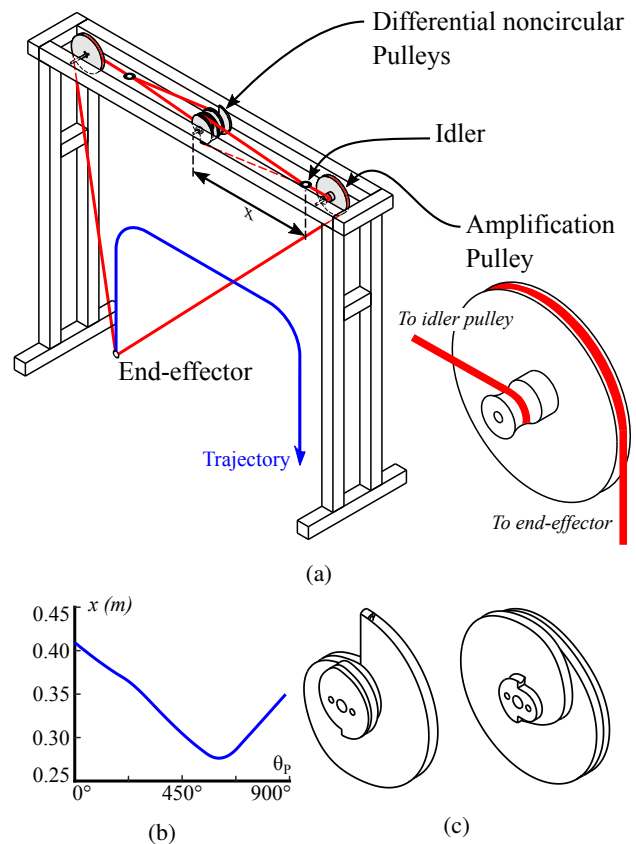 Differential noncircular
Pulleys
Idler
x
Amplification
Pulley
To idler pulley
End-effector
Trajectory
To end-effector
(a)
0.45
x (m)
0.40
0.35
0.30
0.25
θP
0°
450°
900°
(b)
(c)